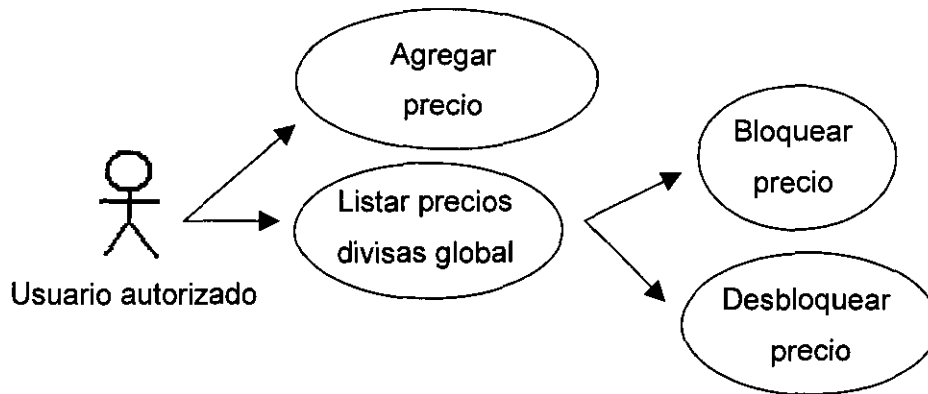 Agregar
precio
Listar precios
divisas global
Bloquear
precio
Desbloquear
precio
Usuario autorizado